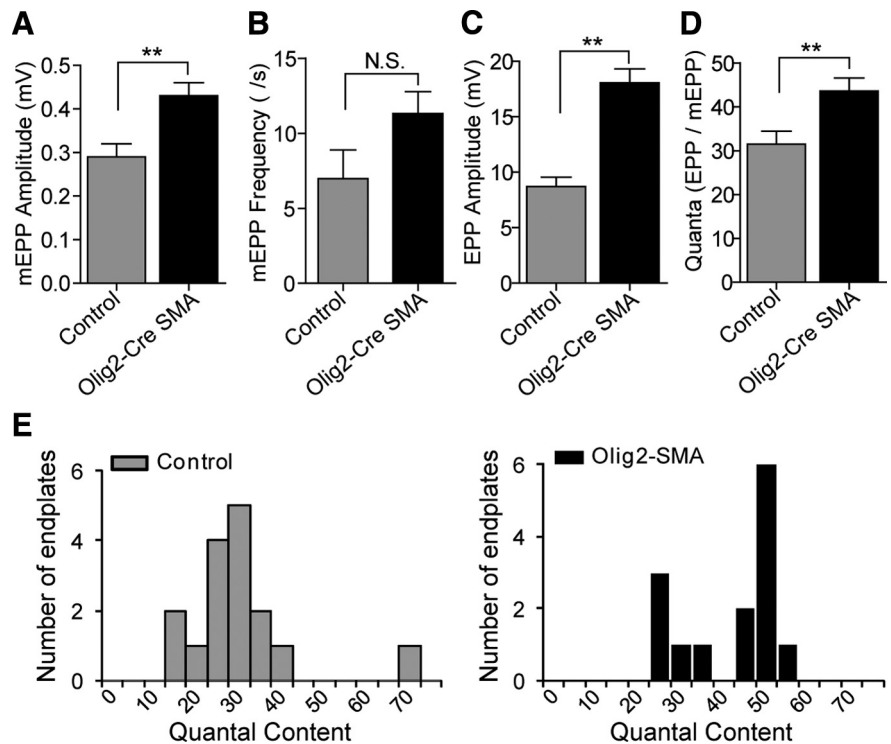 A
mEPP Amplitude (mV)
0.5
0.4
0.3
0.2
0.1
0.0
**
Control
Olig2-Cre SMA
B
mEPP Frequency ( /s)
15
10
5
0
N.S.
Control
Olig2-Cre SMA
C
EPP Amplitude (mV)
20
15
10
5
0
**
Control
Olig2-Cre SMA
D
Quanta (EPP / mEPP)
50
40
30
20
10
0
**
Control
Olig2-Cre SMA
E
Control
Number of endplates
6
4
2
0
0 10 20 30 40 50 60 70
Quantal Content
Olig2-SMA
Number of endplates
6
4
2
0
0 10 20 30 40 50 60 70
Quantal Content